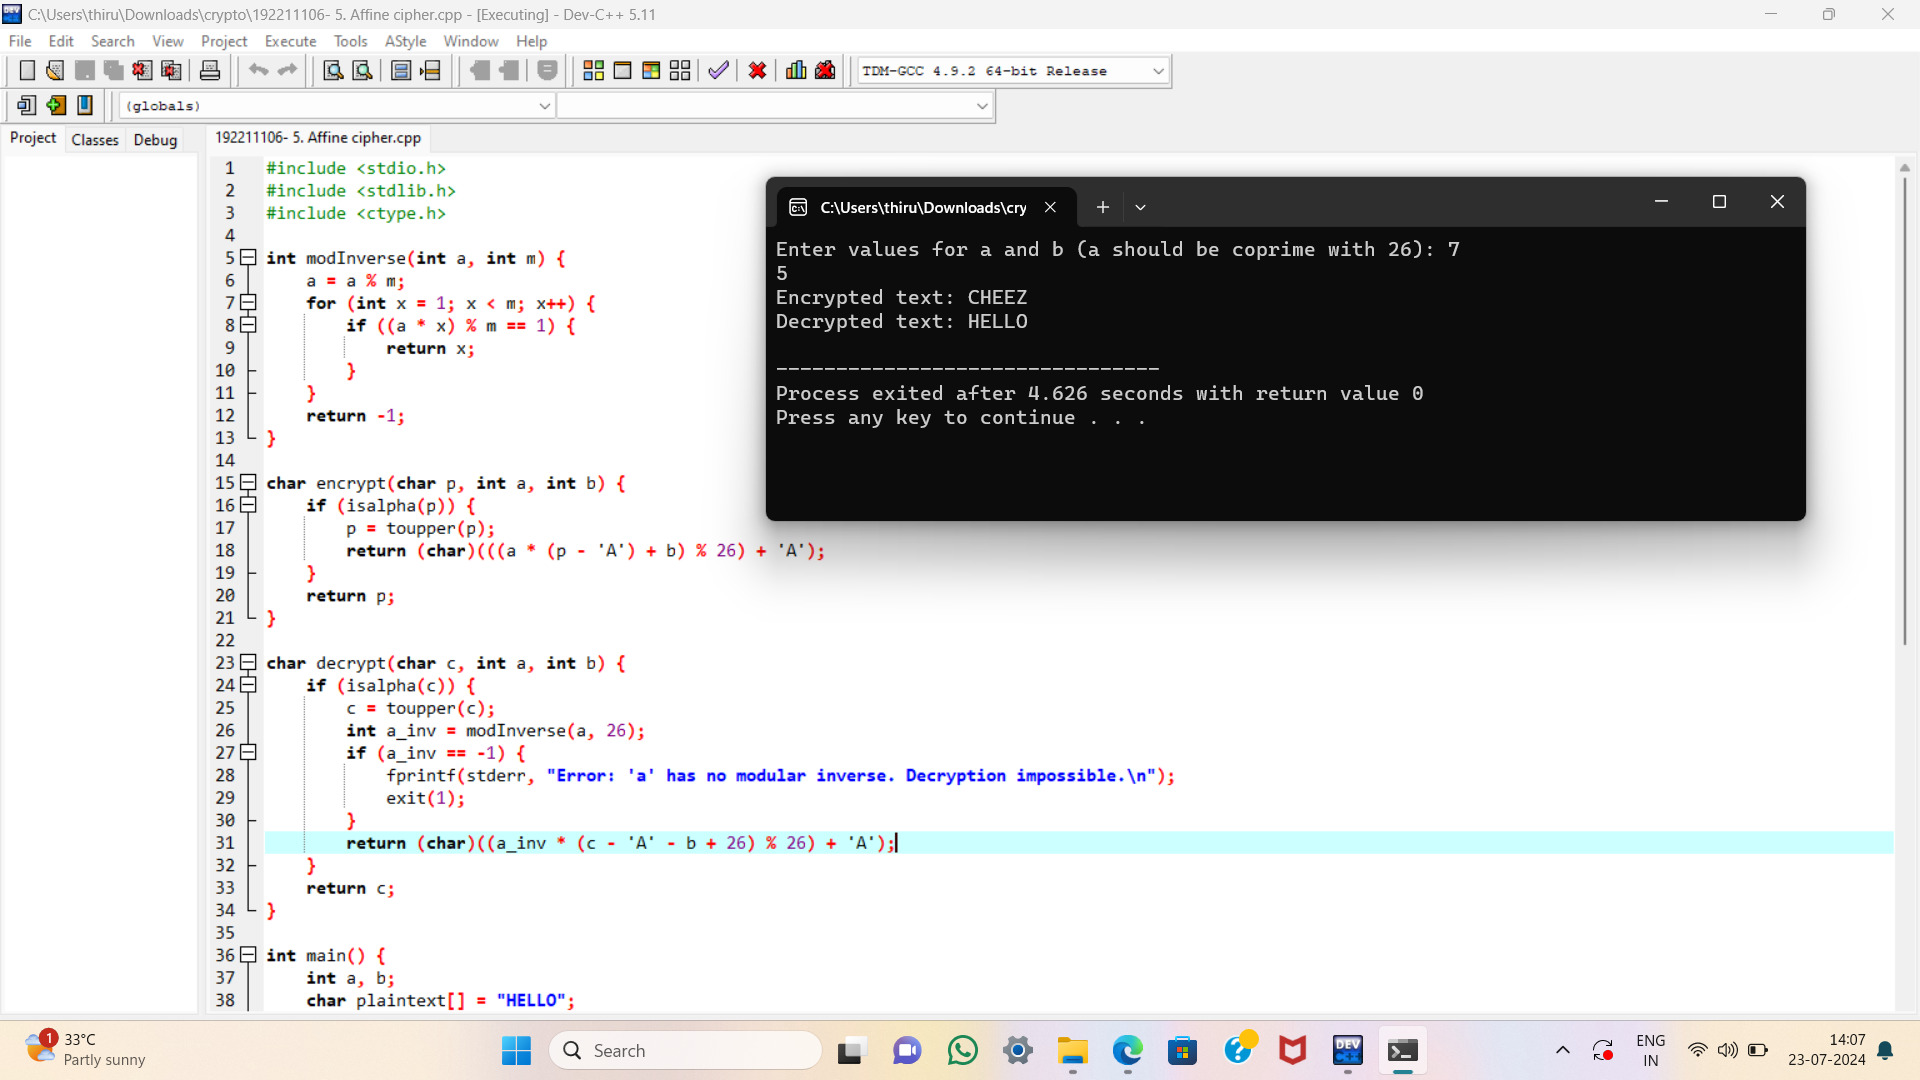 C:\Users\thiru\Downloads\crypto\192211106- 5. Affine cipher.cpp - [Executing] - Dev-C++ 5.11
File Edit Search View Project Execute Tools AStyle Window Help
TDM-GCC 4.9.2 64-bit Release
(globals)
Project Classes Debug
192211106- 5. Affine cipher.cpp
1 #include <stdio.h>
2 #include <stdlib.h>
3 #include <ctype.h>
4
5 int modInverse(int a, int m) {
6     a = a % m;
7     for (int x = 1; x < m; x++) {
8         if ((a * x) % m == 1) {
9             return x;
10         }
11     }
12     return -1;
13 }
14
15 char encrypt(char p, int a, int b) {
16     if (isalpha(p)) {
17         p = toupper(p);
18         return (char)(((a * (p - 'A') + b) % 26) + 'A');
19     }
20     return p;
21 }
22
23 char decrypt(char c, int a, int b) {
24     if (isalpha(c)) {
25         c = toupper(c);
26         int a_inv = modInverse(a, 26);
27         if (a_inv == -1) {
28             fprintf(stderr, "Error: 'a' has no modular inverse. Decryption impossible.\n");
29             exit(1);
30         }
31         return (char)((a_inv * (c - 'A' - b + 26) % 26) + 'A');
32     }
33     return c;
34 }
35
36 int main() {
37     int a, b;
38     char plaintext[] = "HELLO";
C:\Users\thiru\Downloads\cry
Enter values for a and b (a should be coprime with 26): 7
5
Encrypted text: CHEEZ
Decrypted text: HELLO
--------------------------------
Process exited after 4.626 seconds with return value 0
Press any key to continue . . .
1
33°C
Partly sunny
Search
DEV C++
ENG
IN
14:07
23-07-2024